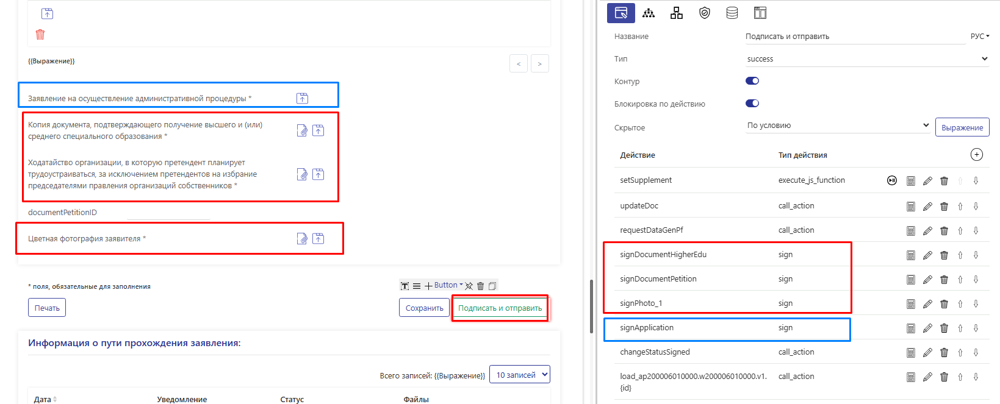 {{Выражение}}
<
>
Заявление на осуществление административной процедуры *
Копия документа, подтверждающего получение высшего и (или)
среднего специального образования *
Ходатайство организации, в которую претендент планирует
трудоустраиваться, за исключением претендентов на избрание
председателями правления организаций собственников *
documentPetitionID
Цветная фотография заявителя *
* поля, обязательные для заполнения
Button
Печать
Сохранить
Подписать и отправить
Информация о пути прохождения заявления:
Всего записей: {{Выражение}}
10 записей
Дата Уведомление Статус Файлы
Название Подписать и отправить РУС
Тип success
Контур
Блокировка по действию
Скрытое По условию Выражение
Действие Тип действия
setSupplement execute_js_function
updateDoc call_action
requestDataGenPf call_action
signDocumentHigherEdu sign
signDocumentPetition sign
signPhoto_1 sign
signApplication sign
changeStatusSigned call_action
load_ap200006010000.w200006010000.v1. call_action
{id}